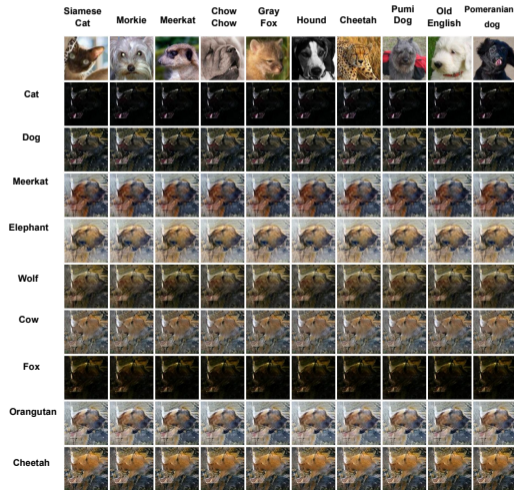 Siamese Cat
Morkie
Meerkat
Chow Chow
Gray Fox
Hound
Cheetah
Pumi Dog
Old English
Pomeranian dog
Cat
Dog
Meerkat
Elephant
Wolf
Cow
Fox
Orangutan
Cheetah